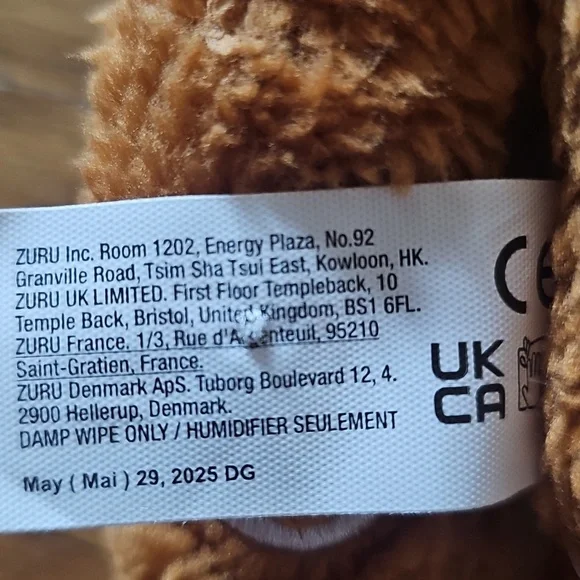 ZURU Inc. Room 1202, Energy Plaza, No.92
Granville Road, Tsim Sha Tsui East, Kowloon, HK.
ZURU UK LIMITED. First Floor Templeback, 10
Temple Back, Bristol, United Kingdom, BS1 6FL.
ZURU France. 1/3, Rue 95210
Saint-Gratien, France.
ZURU Denmark ApS. Tuborg Boulevard 12, 4.
2900 Hellerup, Denmark.
DAMP WIPE ONLY / HUMIDIFIER SEULEMENT
May ( Mai ) 29, 2025 DG
CE
UK
CA